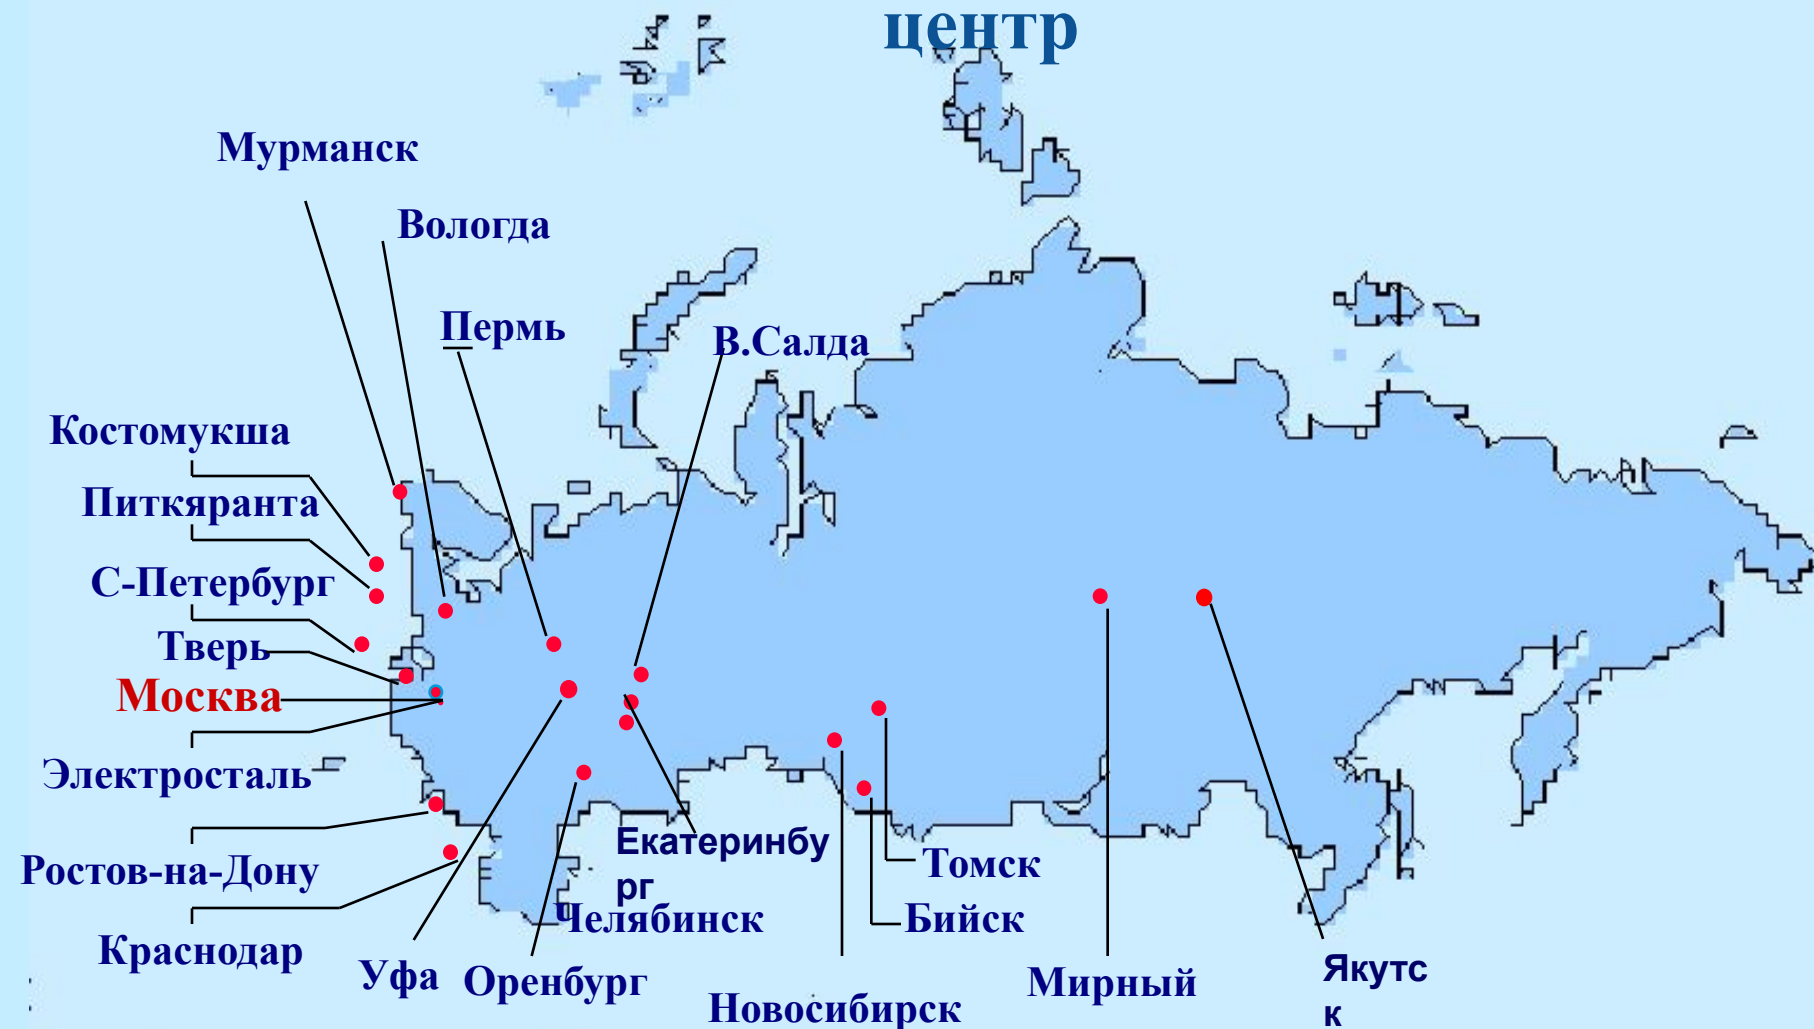 центр
Мурманск
Вологда
Пермь
В.Салда
Костомукша
Питкяранта
С-Петербург
Тверь
Москва
Электросталь
Ростов-на-Дону
Краснодар
Уфа
Оренбург
Екатеринбу
рг
Челябинск
Томск
Бийск
Новосибирск
Мирный
Якутс
к